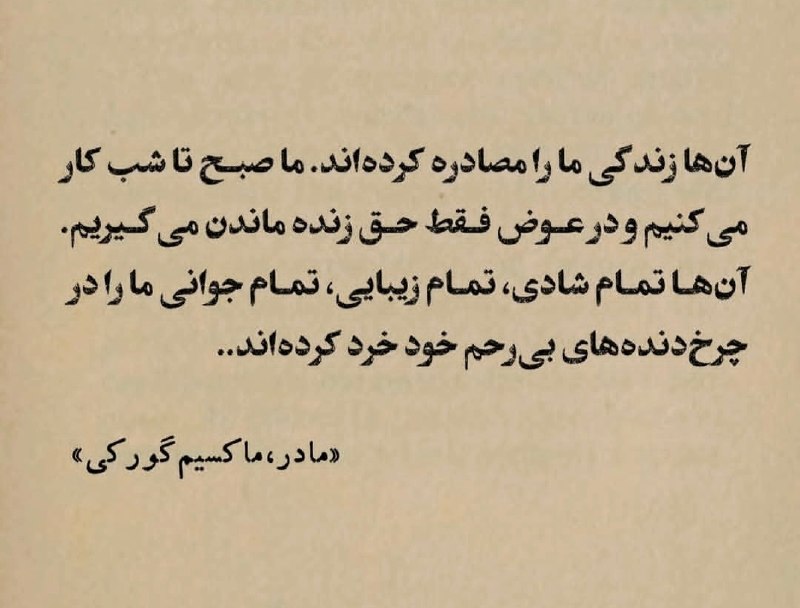 آن‌ها زندگی ما را مصادره کرده‌اند. ما صبح تا شب کار
می‌کنیم و در عوض فقط حق زنده ماندن می‌گیریم.
آن‌ها تمام شادی، تمام زیبایی، تمام جوانی ما را در
چرخ‌دنده‌های بی‌رحم خود خرد کرده‌اند..
«مادر، ماکسیم گورکی»